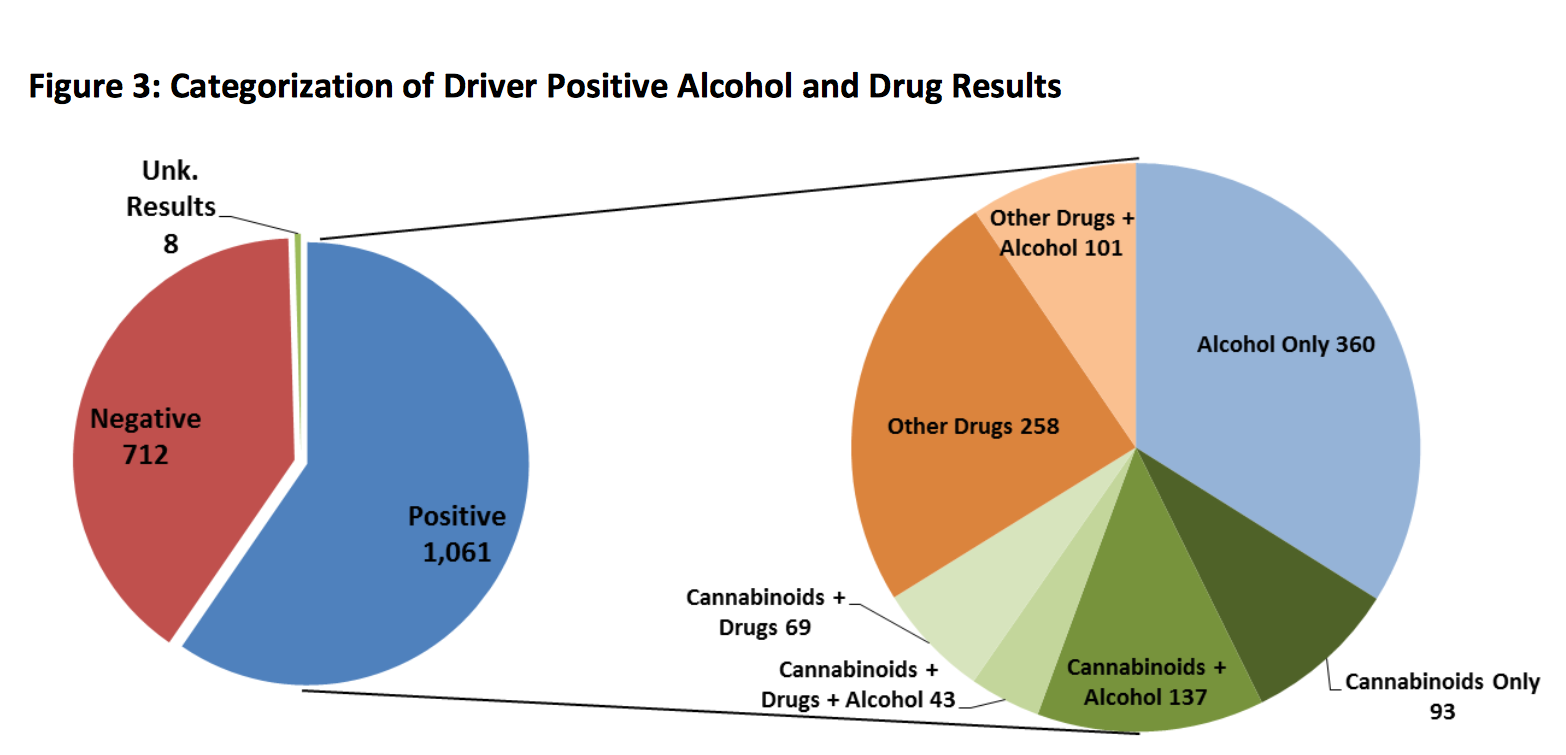 Figure 3: Categorization of Driver Positive Alcohol and Drug Results
Unk.
Results
8
Negative
712
Positive
1,061
Other Drugs +
Alcohol 101
Alcohol Only 360
Other Drugs 258
Cannabinoids +
Drugs 69
Cannabinoids +
Drugs + Alcohol 43
Cannabinoids +
Alcohol 137
Cannabinoids Only
93